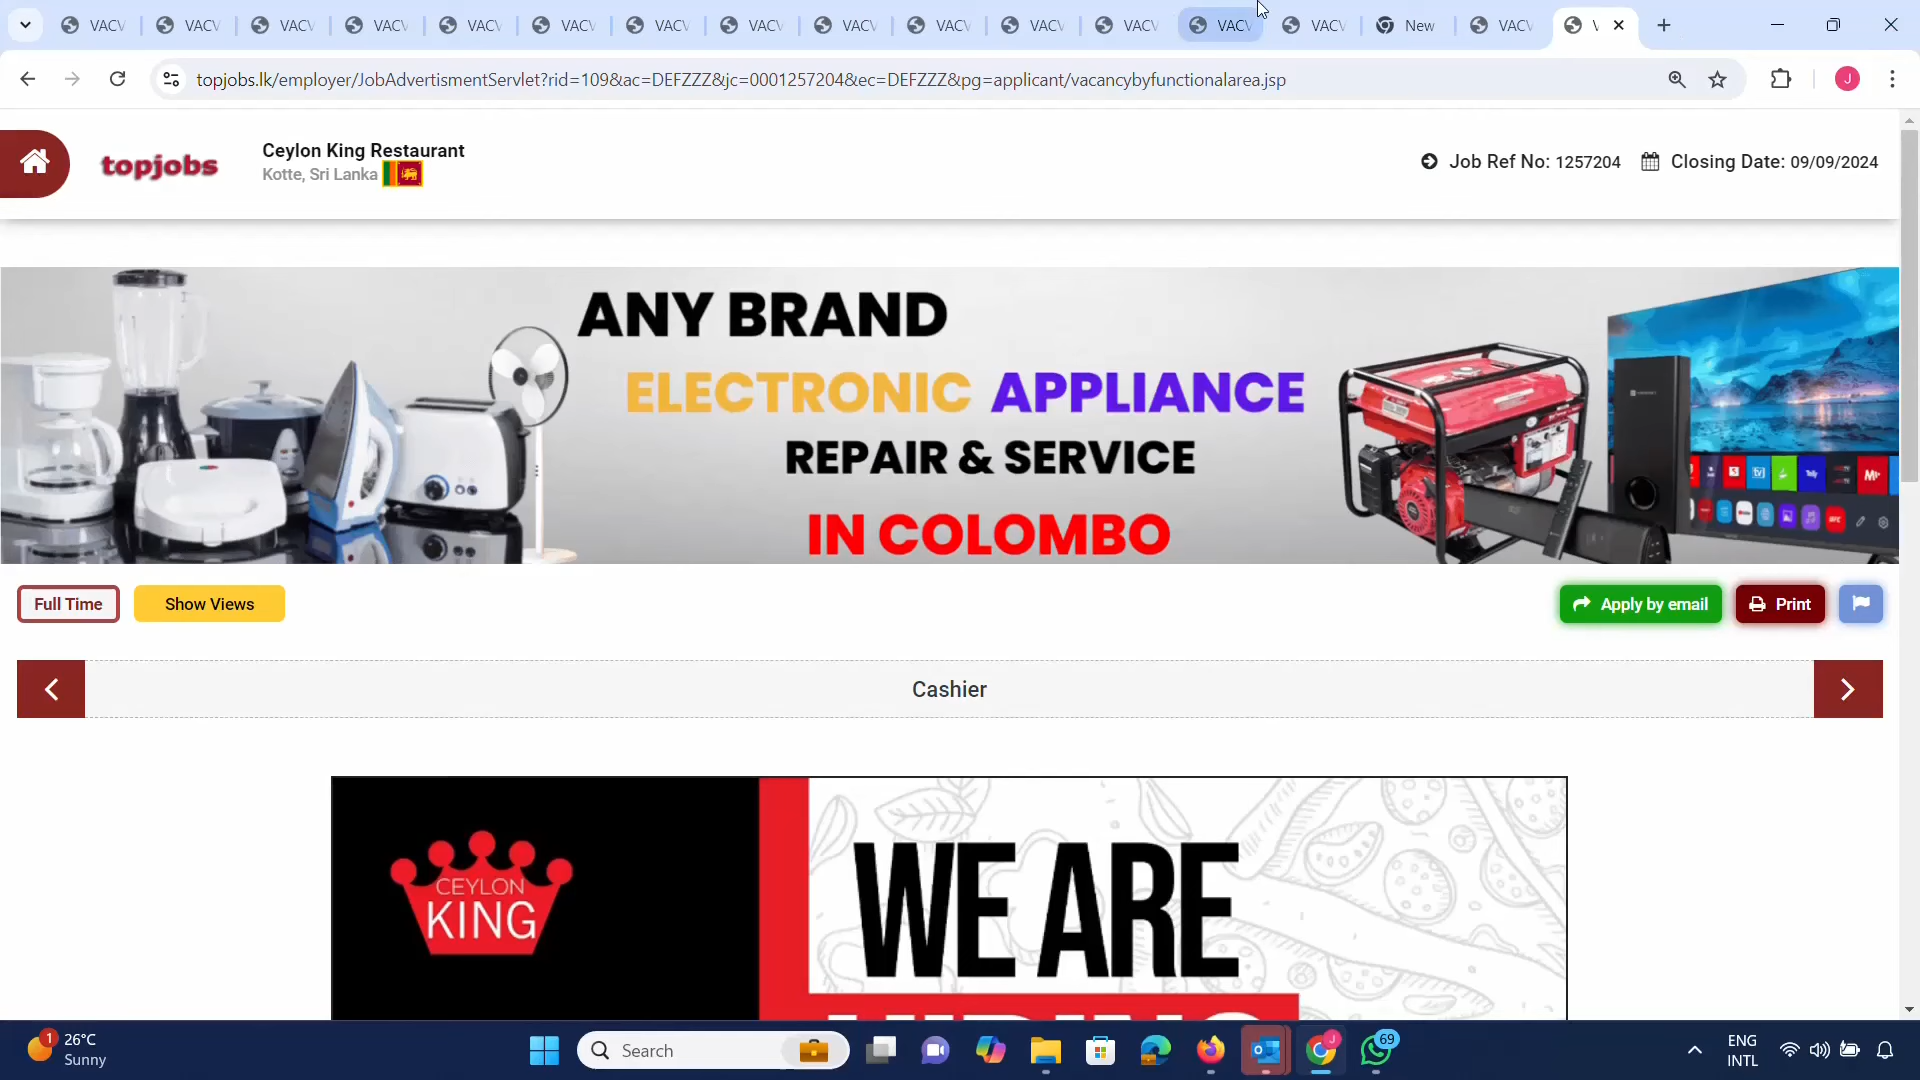 VACV
VACV
VACV
VACV
VACV
VACV
VACV
VACV
VACV
VACV
VACV
VACV
VACV
VACV
New
VACV
topjobs.lk/employer/JobAdvertismentServlet?rid=109&ac=DEFZZZ&jc=0001257204&ec=DEFZZZ&pg=applicant/vacancybyfunctionalarea.jsp
J
topjobs
Ceylon King Restaurant
Kotte, Sri Lanka
Job Ref No: 1257204
Closing Date: 09/09/2024
ANY BRAND
ELECTRONIC APPLIANCE
REPAIR & SERVICE
IN COLOMBO
Full Time
Show Views
Apply by email
Print
Cashier
CEYLON
KING
WE ARE
1
26°C
Sunny
Search
J
69
ENG
INTL